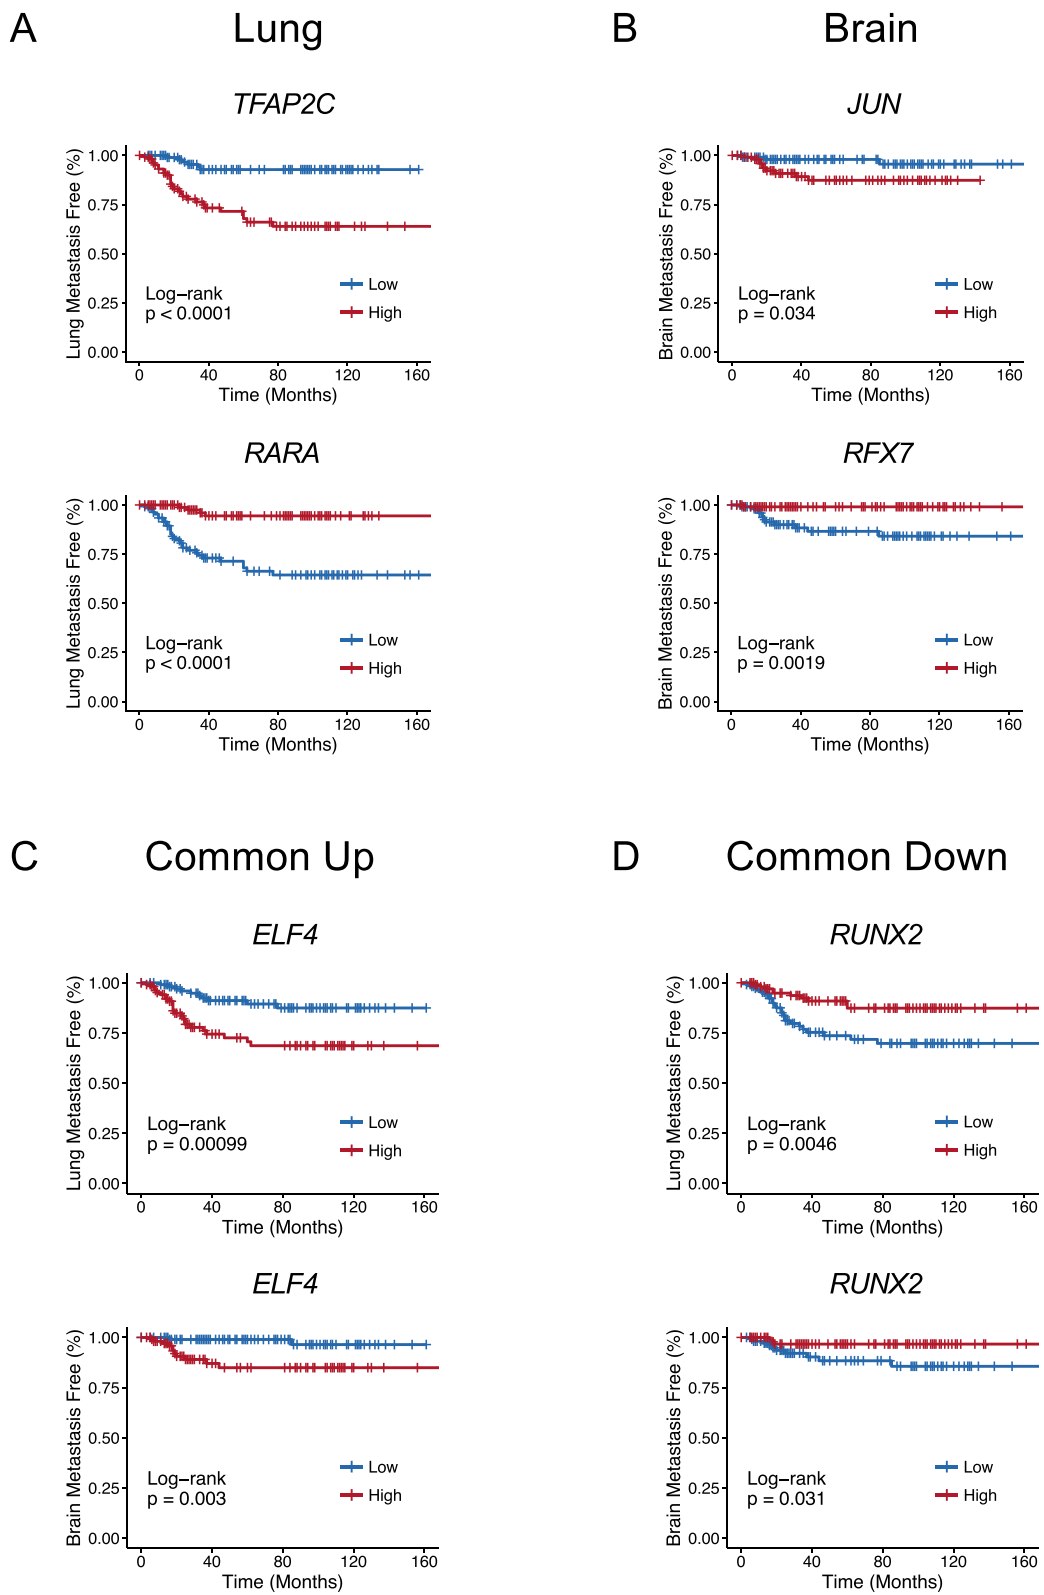 A Lung
TFAP2C
Lung Metastasis Free (%)
1.00
0.75
0.50
0.25
0.00
Log−rank
p < 0.0001
Low
High
0 40 80 120 160
Time (Months)
RARA
Lung Metastasis Free (%)
1.00
0.75
0.50
0.25
0.00
Log−rank
p < 0.0001
Low
High
0 40 80 120 160
Time (Months)
B Brain
JUN
Brain Metastasis Free (%)
1.00
0.75
0.50
0.25
0.00
Log−rank
p = 0.034
Low
High
0 40 80 120 160
Time (Months)
RFX7
Brain Metastasis Free (%)
1.00
0.75
0.50
0.25
0.00
Log−rank
p = 0.0019
Low
High
0 40 80 120 160
Time (Months)
C Common Up
ELF4
Lung Metastasis Free (%)
1.00
0.75
0.50
0.25
0.00
Log−rank
p = 0.00099
Low
High
0 40 80 120 160
Time (Months)
ELF4
Brain Metastasis Free (%)
1.00
0.75
0.50
0.25
0.00
Log−rank
p = 0.003
Low
High
0 40 80 120 160
Time (Months)
D Common Down
RUNX2
Lung Metastasis Free (%)
1.00
0.75
0.50
0.25
0.00
Log−rank
p = 0.0046
Low
High
0 40 80 120 160
Time (Months)
RUNX2
Brain Metastasis Free (%)
1.00
0.75
0.50
0.25
0.00
Log−rank
p = 0.031
Low
High
0 40 80 120 160
Time (Months)